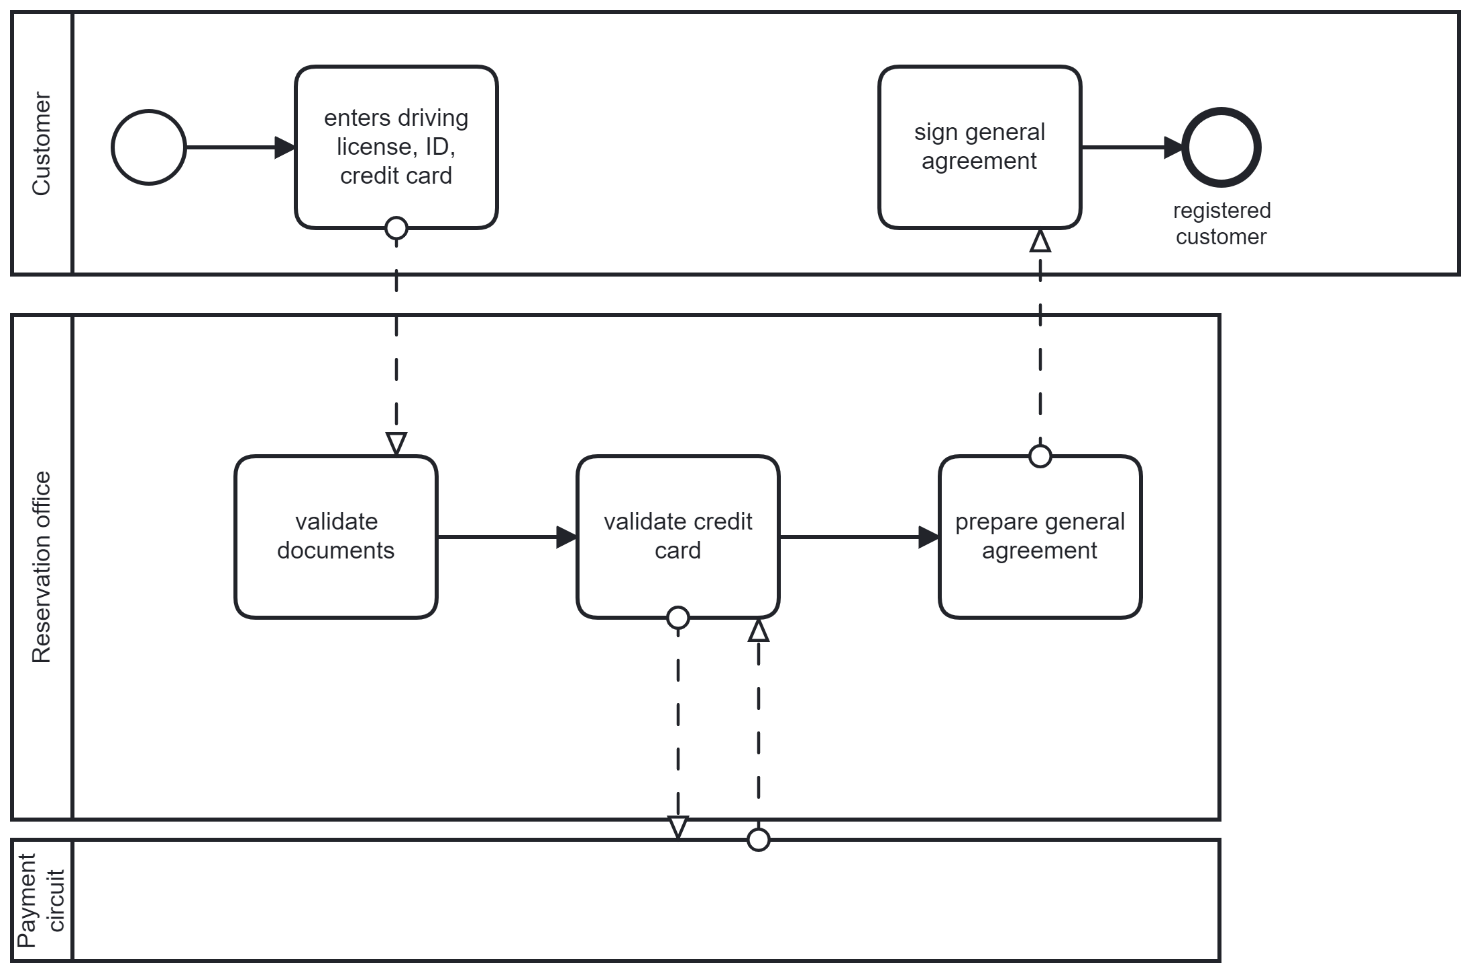 Customer
enters driving
license, ID,
credit card
sign general
agreement
registered
customer
Reservation office
validate
documents
validate credit
card
prepare general
agreement
Payment
circuit